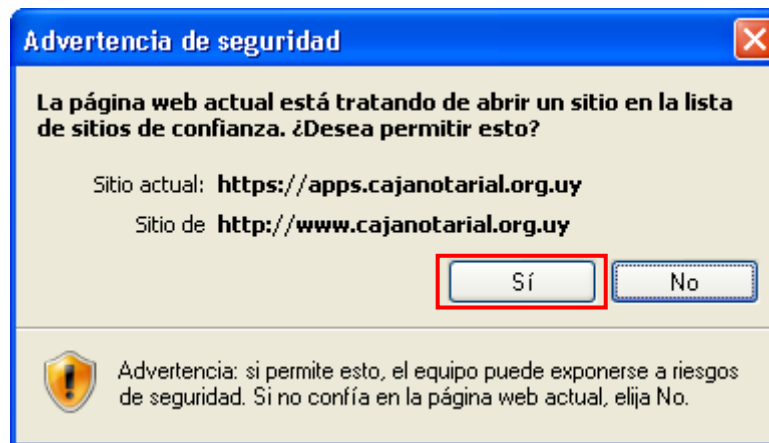 Advertencia de seguridad
La página web actual está tratando de abrir un sitio en la lista
de sitios de confianza. ¿Desea permitir esto?
Sitio actual: https://apps.cajanotarial.org.uy
Sitio de http://www.cajanotarial.org.uy
Sí No
Advertencia: si permite esto, el equipo puede exponerse a riesgos
de seguridad. Si no confía en la página web actual, elija No.